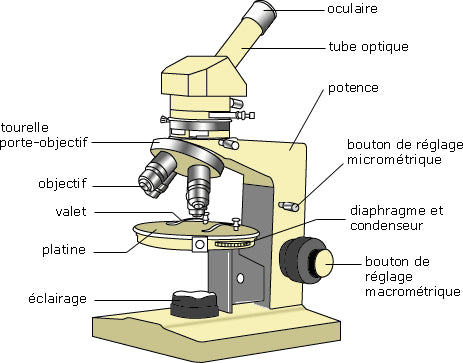 oculaire
tube optique
potence
tourelle
porte-objectif
bouton de réglage
micrométrique
objectif
valet
diaphragme et
condenseur
platine
bouton de
réglage
macrométrique
éclairage